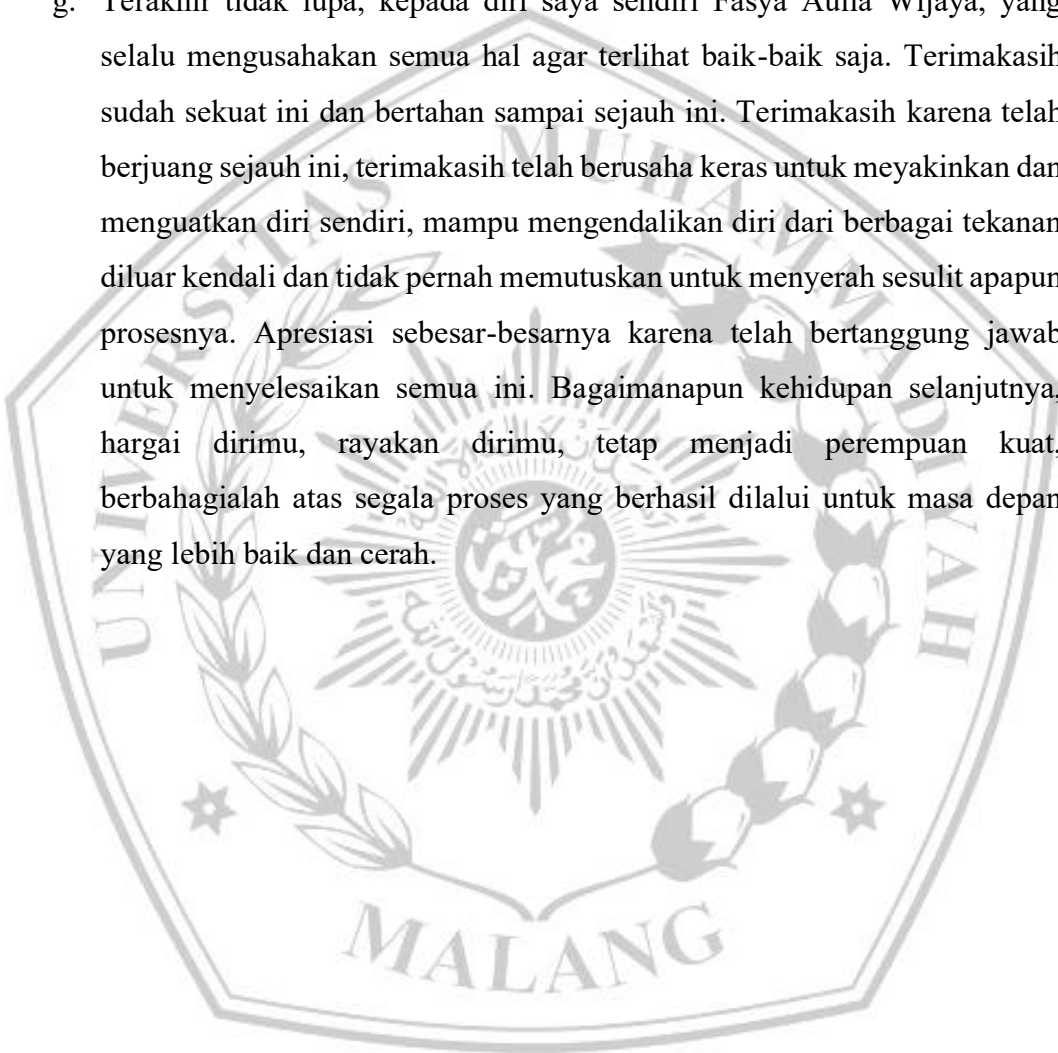 g. Terakhir tidak lupa, kepada diri saya sendiri Fasya Aulia Wijaya, yang
selalu mengusahakan semua hal agar terlihat baik-baik saja. Terimakasih
sudah sekuat ini dan bertahan sampai sejauh ini. Terimakasih karena telah
berjuang sejauh ini, terimakasih telah berusaha keras untuk meyakinkan dan
menguatkan diri sendiri, mampu mengendalikan diri dari berbagai tekanan
diluar kendali dan tidak pernah memutuskan untuk menyerah sesulit apapun
prosesnya. Apresiasi sebesar-besarnya karena telah bertanggung jawab
untuk menyelesaikan semua ini. Bagaimanapun kehidupan selanjutnya,
hargai dirimu, rayakan dirimu, tetap menjadi perempuan kuat,
berbahagialah atas segala proses yang berhasil dilalui untuk masa depan
yang lebih baik dan cerah.
UNIVERSITAS MUHAMMADIYAH
MALANG